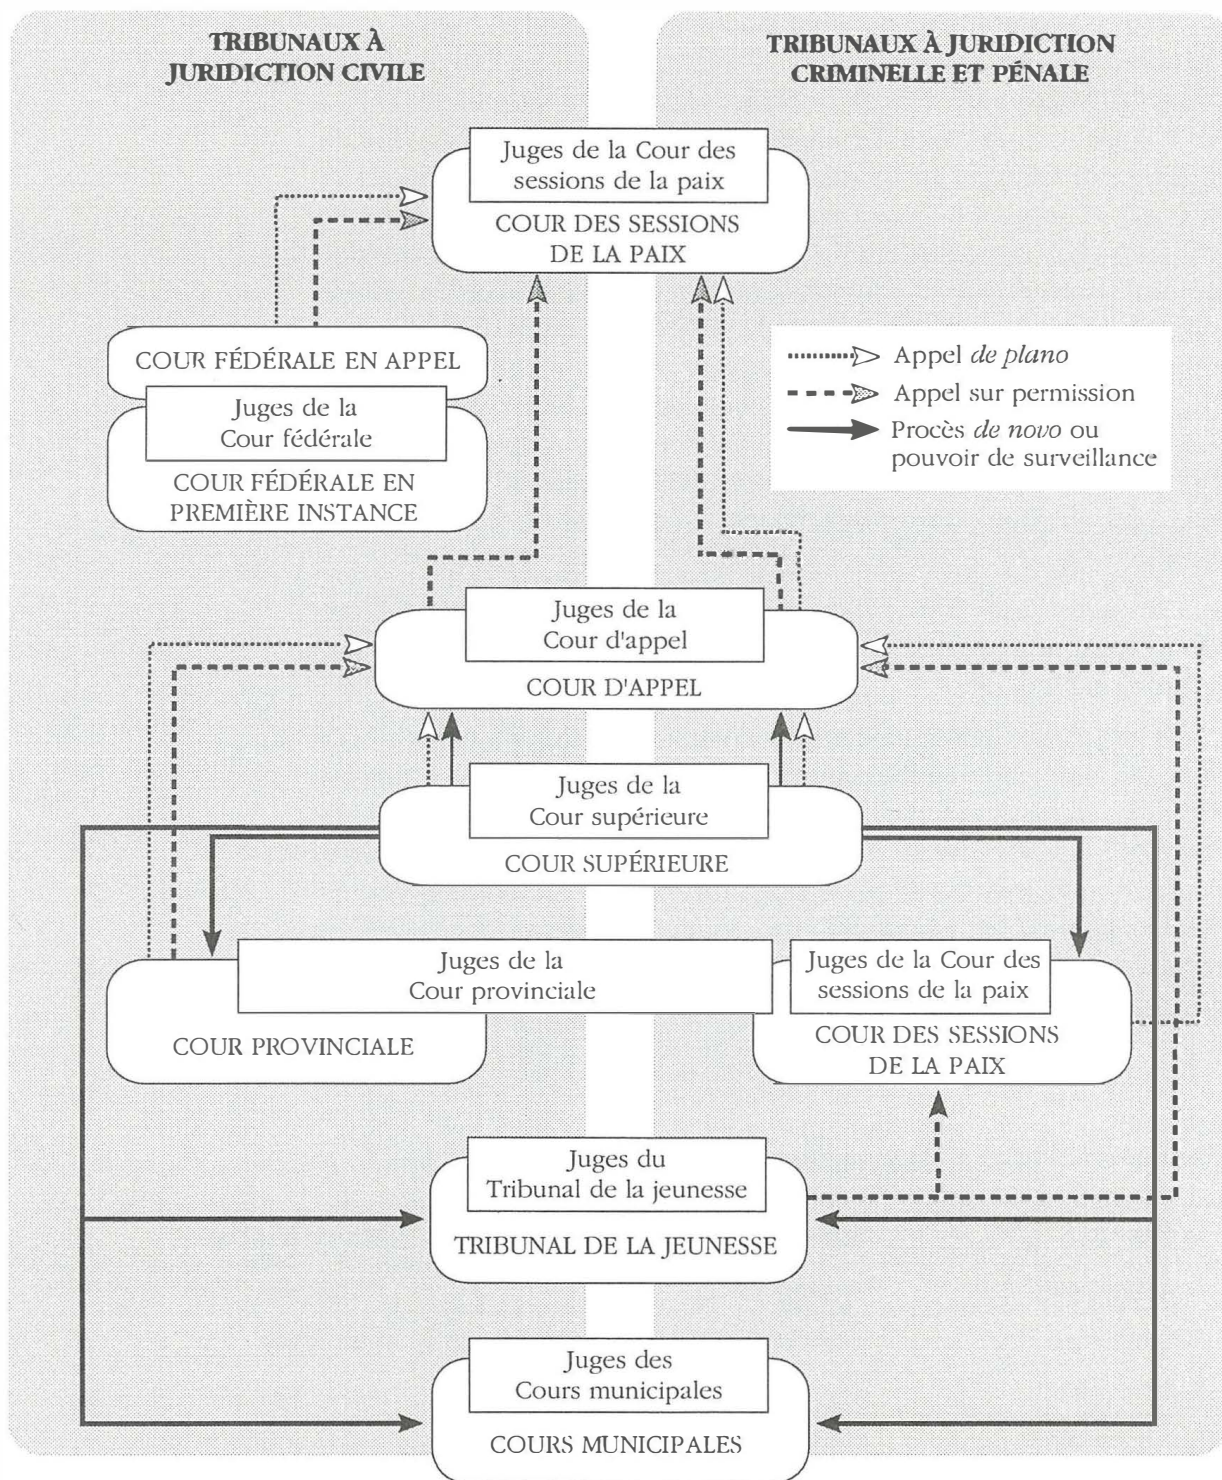 TRIBUNAUX À
JURIDICTION CIVILE
TRIBUNAUX À JURIDICTION
CRIMINELLE ET PÉNALE
Juges de la Cour des
sessions de la paix
COUR DES SESSIONS
DE LA PAIX
COUR FÉDÉRALE EN APPEL
Juges de la
Cour fédérale
COUR FÉDÉRALE EN
PREMIÈRE INSTANCE
Appel de plano
Appel sur permission
Procès de novo ou
pouvoir de surveillance
Juges de la
Cour d'appel
COUR D'APPEL
Juges de la
Cour supérieure
COUR SUPÉRIEURE
Juges de la
Cour provinciale
COUR PROVINCIALE
Juges de la Cour des
sessions de la paix
COUR DES SESSIONS
DE LA PAIX
Juges du
Tribunal de la jeunesse
TRIBUNAL DE LA JEUNESSE
Juges des
Cours municipales
COURS MUNICIPALES